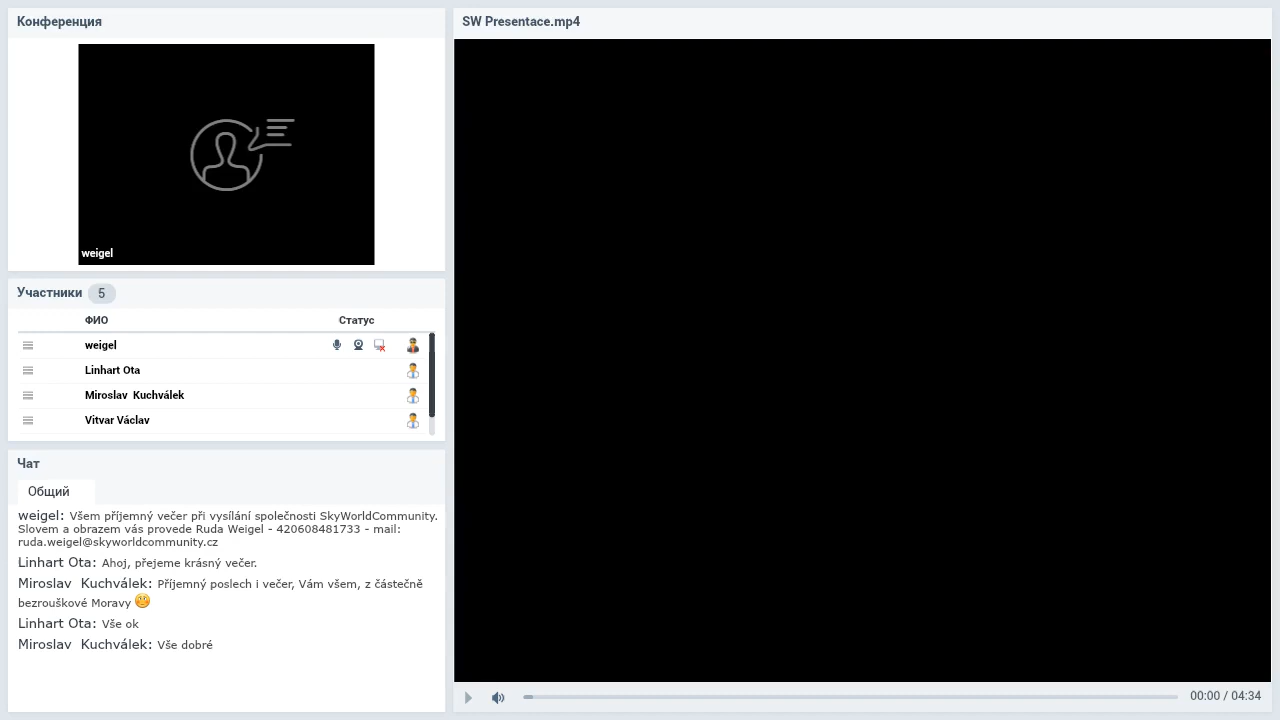 Конференция
weigel
Участники 5
ФИО Статус
weigel
Linhart Ota
Miroslav Kuchválek
Vitvar Václav
Чат
Общий
weigel: Všem příjemný večer při vysílání společnosti SkyWorldCommunity.
Slovem a obrazem vás provede Ruda Weigel - 420608481733 - mail:
ruda.weigel@skyworldcommunity.cz
Linhart Ota: Ahoj, přejeme krásný večer.
Miroslav Kuchválek: Příjemný poslech i večer, Vám všem, z částečně
bezrouškové Moravy
Linhart Ota: Vše ok
Miroslav Kuchválek: Vše dobré
SW Presentace.mp4
00:00 / 04:34